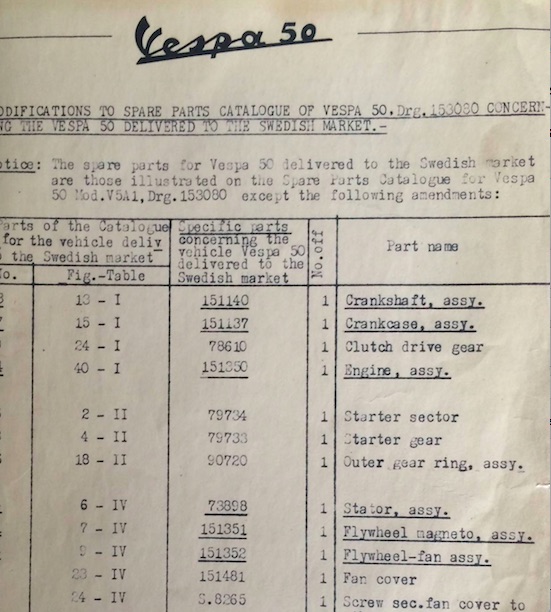 Vespa 50
ODIFICATIONS TO SPARE PARTS CATALOGUE OF VESPA 50.Drg.153080 CONCERN-
NG THE VESPA 50 DELIVERED TO THE SWEDISH MARKET.-
otice: The spare parts for Vespa 50 delivered to the Swedish market
are those illustrated on the Spare Parts Catalogue for Vespa
50 Mod.V5A1,Drg.153080 except the following amendments:
arts of the Catalogue
for the vehicle deliv
the Swedish market
o. Fig.-Table
Specific parts
concerning the
vehicle Vespa 50
delivered to the
Swedish market
No.off
Part name
13 - I 151140 1 Crankshaft, assy.
15 - I 151137 1 Crankcase, assy.
24 - I 78610 1 Clutch drive gear
40 - I 151350 1 Engine, assy.
2 - II 79734 1 Starter sector
4 - II 79733 1 Starter gear
18 - II 90720 1 Outer gear ring, assy.
6 - IV 73898 1 Stator, assy.
7 - IV 151351 1 Flywheel magneto, assy.
9 - IV 151352 1 Flywheel-fan assy.
23 - IV 151481 1 Fan cover
24 - IV S.8265 1 Screw sec.fan cover to